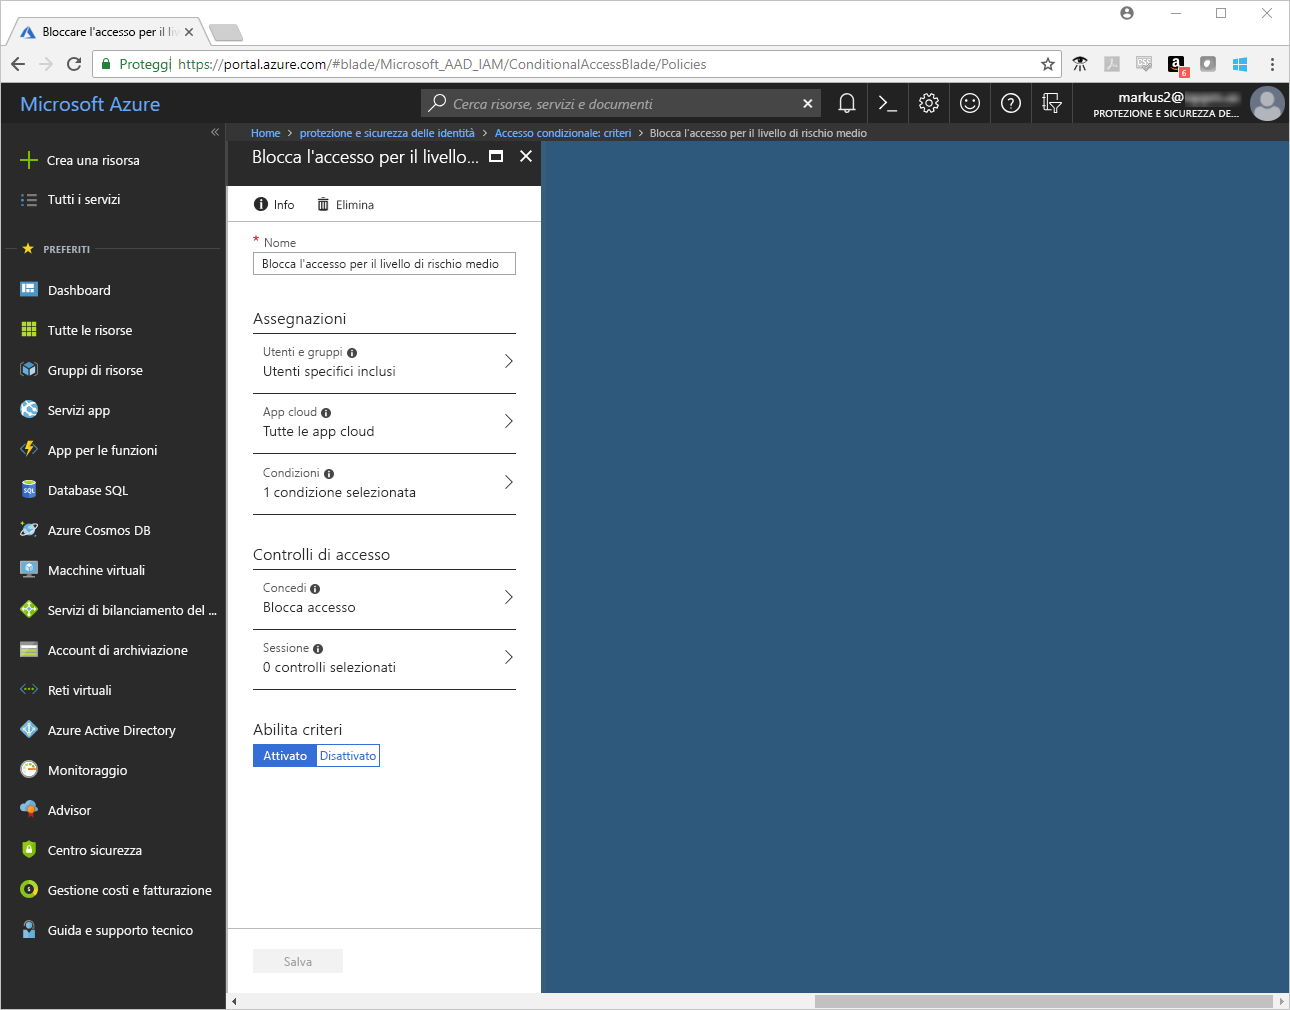 Bloccare l'accesso per il liv
Proteggi https://portal.azure.com/#blade/Microsoft_AAD_IAM/ConditionalAccessBlade/Policies
6
Microsoft Azure
Cerca risorse, servizi e documenti
markus2@
PROTEZIONE E SICUREZZA DE...
Home > protezione e sicurezza delle identità > Accesso condizionale: criteri > Blocca l'accesso per il livello di rischio medio
Crea una risorsa
Tutti i servizi
PREFERITI
Dashboard
Tutte le risorse
Gruppi di risorse
Servizi app
App per le funzioni
Database SQL
Azure Cosmos DB
Macchine virtuali
Servizi di bilanciamento del ...
Account di archiviazione
Reti virtuali
Azure Active Directory
Monitoraggio
Advisor
Centro sicurezza
Gestione costi e fatturazione
Guida e supporto tecnico
Blocca l'accesso per il livello...
Info Elimina
* Nome
Blocca l'accesso per il livello di rischio medio
Assegnazioni
Utenti e gruppi
Utenti specifici inclusi
App cloud
Tutte le app cloud
Condizioni
1 condizione selezionata
Controlli di accesso
Concedi
Blocca accesso
Sessione
0 controlli selezionati
Abilita criteri
Attivato Disattivato
Salva